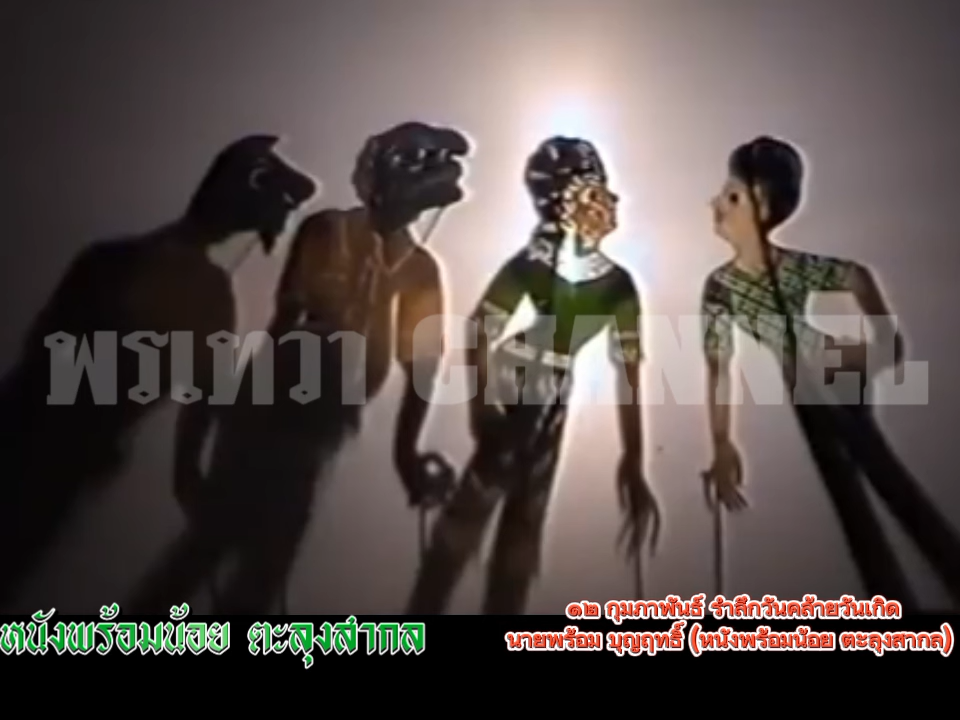 พรเทวา CHANNEL
หนังพร้อมน้อย ตะลุงสากล
๑๒ กุมภาพันธ์ รำลึกวันคล้ายวันเกิด
นายพร้อม บุญฤทธิ์ (หนังพร้อมน้อย ตะลุงสากล)